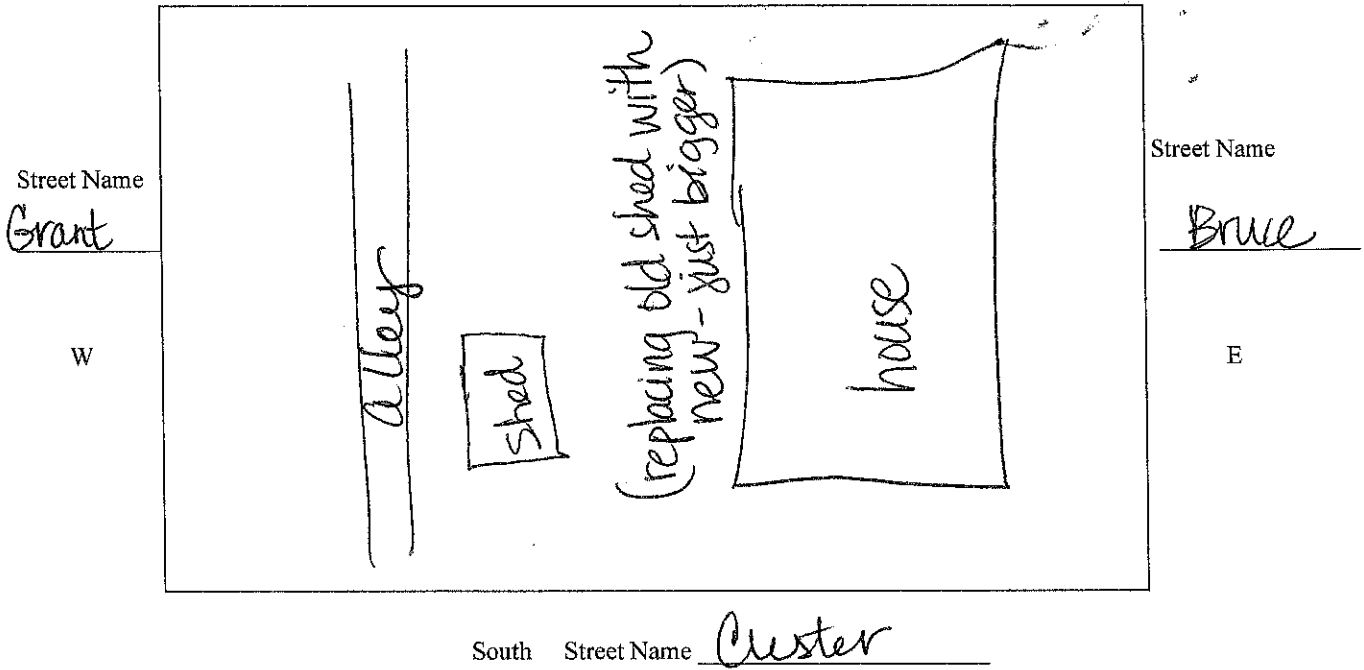 Street Name
Grant
W
alley
shed
(replacing old shed with
new - just bigger)
house
Street Name
Bruce
E
South Street Name Custer